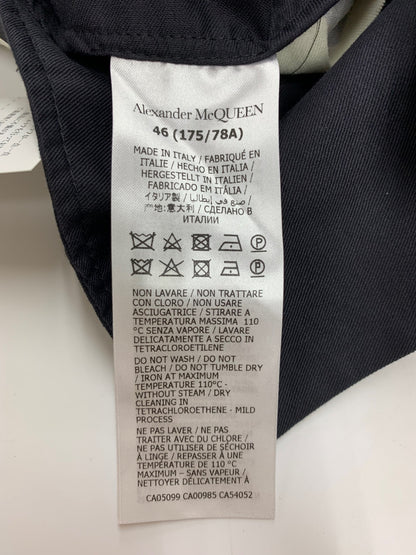 Alexander McQUEEN
46 (175/78A)
MADE IN ITALY / FABRIQUÉ EN
ITALIE / HECHO EN ITALIA /
HERGESTELLT IN ITALIEN /
FABRICADO EM ITÁLIA /
イタリア製 / صنع في إيطاليا /
产地:意大利 / СДЕЛАНО В
ИТАЛИИ
P
P
NON LAVARE / NON TRATTARE
CON CLORO / NON USARE
ASCIUGATRICE / STIRARE A
TEMPERATURA MASSIMA 110
°C SENZA VAPORE / LAVARE
DELICATAMENTE A SECCO IN
TETRACLOROETILENE
DO NOT WASH / DO NOT
BLEACH / DO NOT TUMBLE DRY
/ IRON AT MAXIMUM
TEMPERATURE 110°C -
WITHOUT STEAM / DRY
CLEANING IN
TETRACHLOROETHENE - MILD
PROCESS
NE PAS LAVER / NE PAS
TRAITER AVEC DU CHLORE /
NE PAS UTILISER DE SÉCHOIR
À LINGE / REPASSER À UNE
TEMPÉRATURE DE 110 °C
MAXIMUM, SANS VAPEUR /
NETTOYER DÉLICATEMENT À
CA05099 CA00985 CA54052